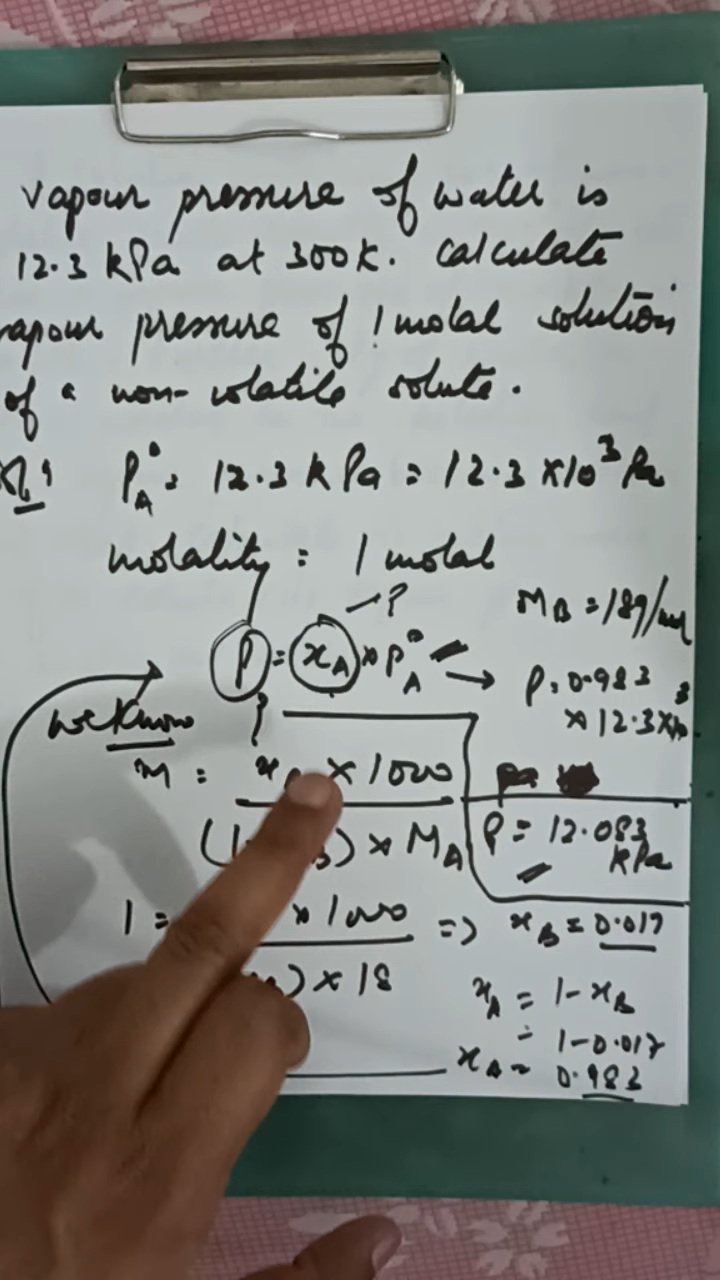 vapour pressure of water is
12.3 kPa at 300K. Calculate
vapour pressure of 1 molal solution
of a non-volatile solute.
P°A = 12.3 kPa = 12.3 × 10³ Pa
molality = 1 molal
MB = 18g/mol
P = xA × P°A → P = 0.983 × 12.3 × 10³
we know
m = × 1000
× MA
P = 12.083 kPa
1 = × 1000 => xB = 0.017
) × 18
xA = 1 - xB
= 1 - 0.017
xA = 0.983